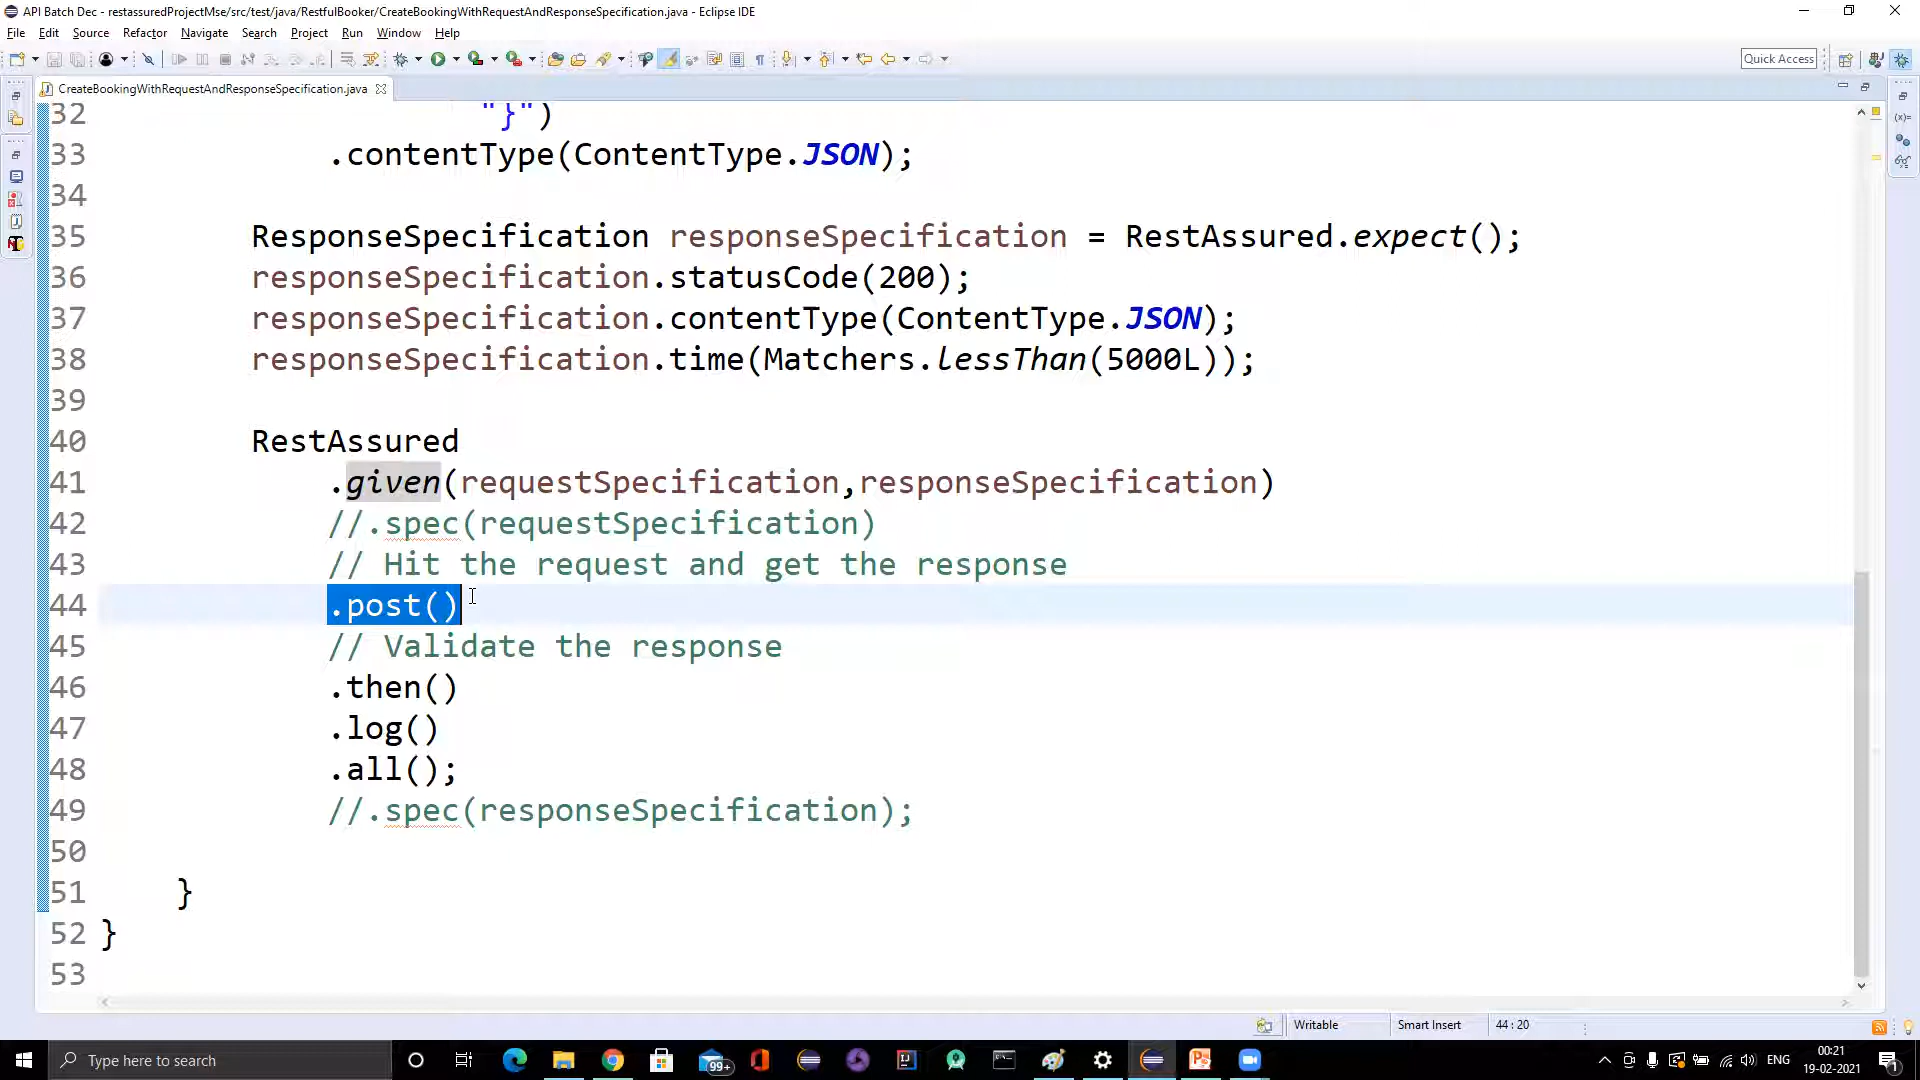 API Batch Dec - restassuredProjectMse/src/test/java/RestfulBooker/CreateBookingWithRequestAndResponseSpecification.java - Eclipse IDE
File Edit Source Refactor Navigate Search Project Run Window Help
Quick Access
CreateBookingWithRequestAndResponseSpecification.java
32 "}")
33 .contentType(ContentType.JSON);
34
35 ResponseSpecification responseSpecification = RestAssured.expect();
36 responseSpecification.statusCode(200);
37 responseSpecification.contentType(ContentType.JSON);
38 responseSpecification.time(Matchers.lessThan(5000L));
39
40 RestAssured
41 .given(requestSpecification,responseSpecification)
42 //.spec(requestSpecification)
43 // Hit the request and get the response
44 .post()
45 // Validate the response
46 .then()
47 .log()
48 .all();
49 //.spec(responseSpecification);
50
51 }
52 }
53
Writable Smart Insert 44 : 20
Type here to search
99+
ENG
00:21
19-02-2021
1